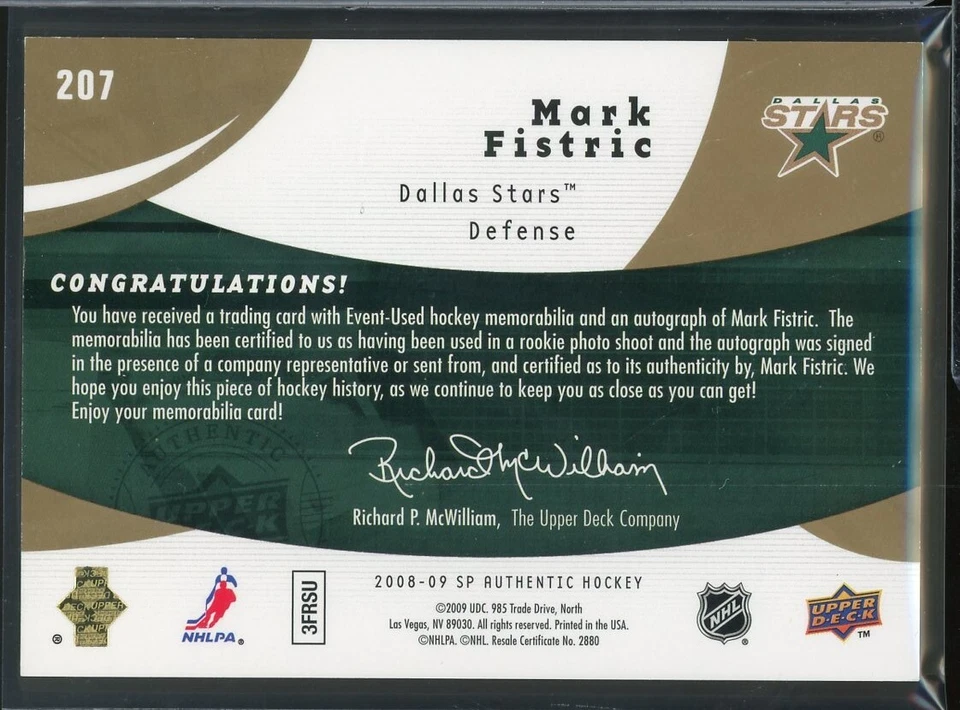 207
Mark
Fistric
Dallas Stars™
Defense
DALLAS
STARS®
CONGRATULATIONS!
You have received a trading card with Event-Used hockey memorabilia and an autograph of Mark Fistric. The
memorabilia has been certified to us as having been used in a rookie photo shoot and the autograph was signed
in the presence of a company representative or sent from, and certified as to its authenticity by, Mark Fistric. We
hope you enjoy this piece of hockey history, as we continue to keep you as close as you can get!
Enjoy your memorabilia card!
AUTHENTIC
UPPER
DECK
Richard McWilliam
Richard P. McWilliam, The Upper Deck Company
®
NHLPA®
3FRSU
2008-09 SP AUTHENTIC HOCKEY
©2009 UDC. 985 Trade Drive, North
Las Vegas, NV 89030. All rights reserved. Printed in the USA.
©NHLPA. ©NHL. Resale Certificate No. 2880
NHL®
UPPER
DECK™